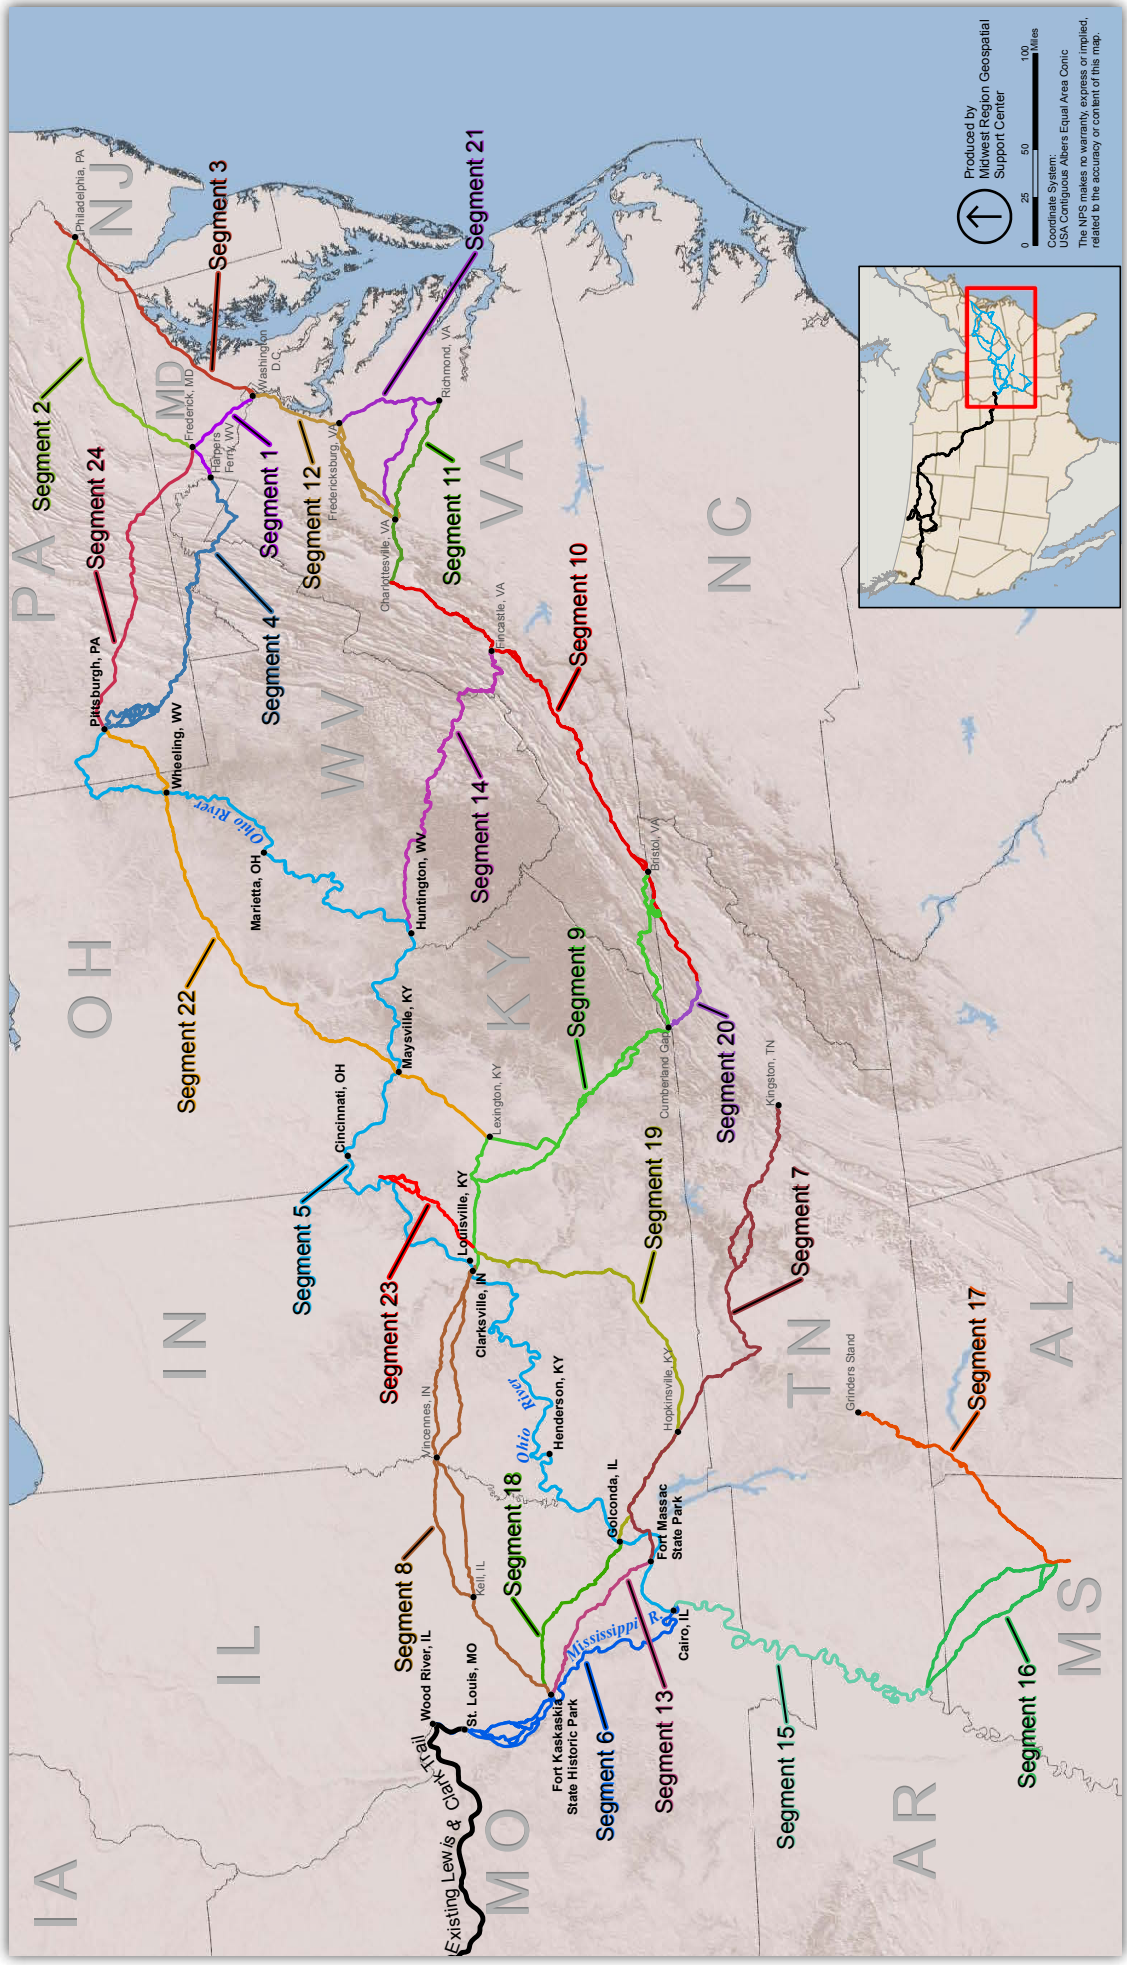 IA
IL
IN
OH
PA
NJ
MD
MO
KY
WV
VA
NC
AR
TN
MS
AL
Existing Lewis & Clark Trail
Wood River, IL
St. Louis, MO
Fort Kaskaskia
State Historic Park
Segment 6
Segment 13
Mississippi R.
Segment 8
Kell, IL
Segment 18
Vincennes, IN
Golconda, IL
Fort Massac
State Park
Cairo, IL
Segment 15
Segment 16
Segment 17
Grinders Stand
Henderson, KY
Ohio River
Hopkinsville, KY
Clarksville, IN
Louisville, KY
Segment 23
Segment 5
Cincinnati, OH
Segment 19
Segment 7
Kingston, TN
Segment 20
Cumberland Gap
Lexington, KY
Maysville, KY
Segment 22
Segment 9
Huntington, WV
Marietta, OH
Ohio River
Wheeling, WV
Pittsburgh, PA
Segment 14
Bristol, VA
Segment 10
Fincastle, VA
Segment 4
Segment 24
Segment 2
Charlottesville, VA
Segment 11
Segment 12
Fredericksburg, VA
Segment 1
Harpers
Ferry, WV
Frederick, MD
Washington
D.C.
Richmond, VA
Segment 21
Segment 3
Philadelphia, PA
Produced by
Midwest Region Geospatial
Support Center
0 25 50 100
Miles
Coordinate System:
USA Contiguous Albers Equal Area Conic
The NPS makes no warranty, express or implied,
related to the accuracy or content of this map.